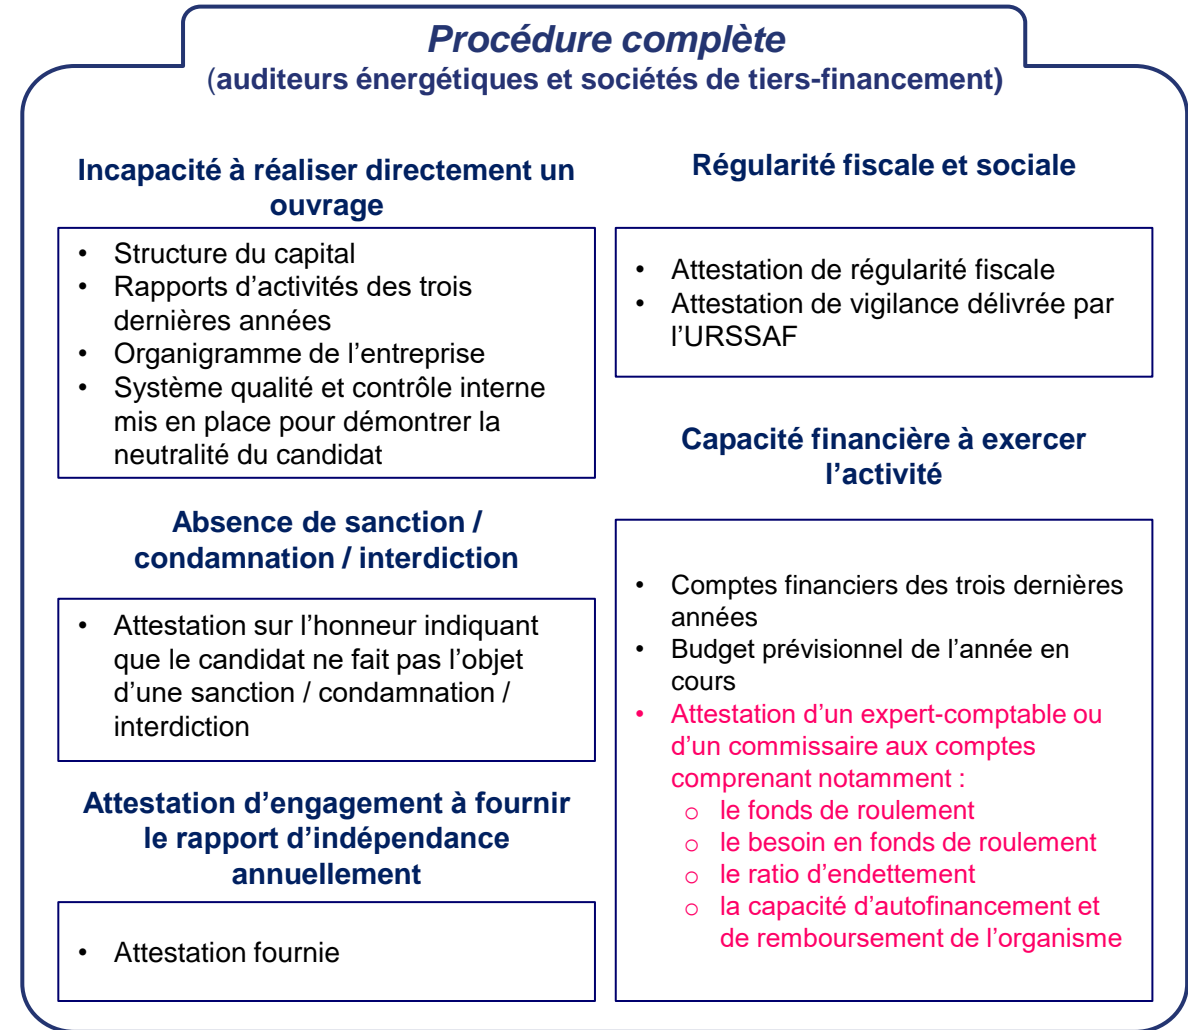 Procédure complète
(auditeurs énergétiques et sociétés de tiers-financement)
Incapacité à réaliser directement un
ouvrage
• Structure du capital
• Rapports d’activités des trois
dernières années
• Organigramme de l’entreprise
• Système qualité et contrôle interne
mis en place pour démontrer la
neutralité du candidat
Absence de sanction /
condamnation / interdiction
• Attestation sur l’honneur indiquant
que le candidat ne fait pas l’objet
d’une sanction / condamnation /
interdiction
Attestation d’engagement à fournir
le rapport d’indépendance
annuellement
• Attestation fournie
Régularité fiscale et sociale
• Attestation de régularité fiscale
• Attestation de vigilance délivrée par
l’URSSAF
Capacité financière à exercer
l’activité
• Comptes financiers des trois dernières
années
• Budget prévisionnel de l’année en
cours
• Attestation d’un expert-comptable ou
d’un commissaire aux comptes
comprenant notamment :
o le fonds de roulement
o le besoin en fonds de roulement
o le ratio d’endettement
o la capacité d’autofinancement et
de remboursement de l’organisme